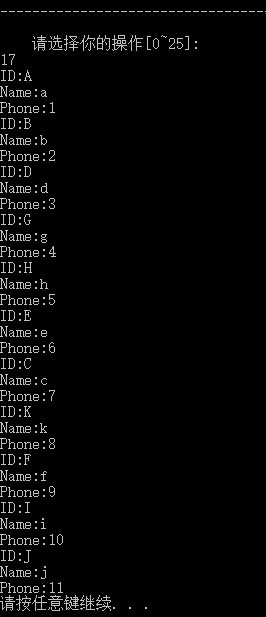 --------------------------------
请选择你的操作[0~25]:
17
ID:A
Name:a
Phone:1
ID:B
Name:b
Phone:2
ID:D
Name:d
Phone:3
ID:G
Name:g
Phone:4
ID:H
Name:h
Phone:5
ID:E
Name:e
Phone:6
ID:C
Name:c
Phone:7
ID:K
Name:k
Phone:8
ID:F
Name:f
Phone:9
ID:I
Name:i
Phone:10
ID:J
Name:j
Phone:11
请按任意键继续. . .